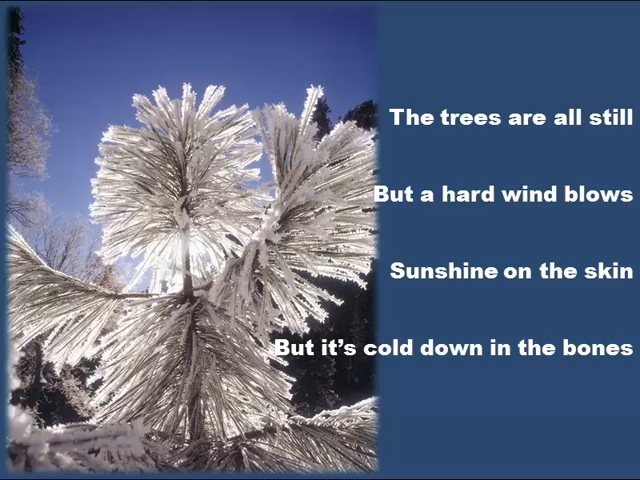 The trees are all still
But a hard wind blows
Sunshine on the skin
But it’s cold down in the bones